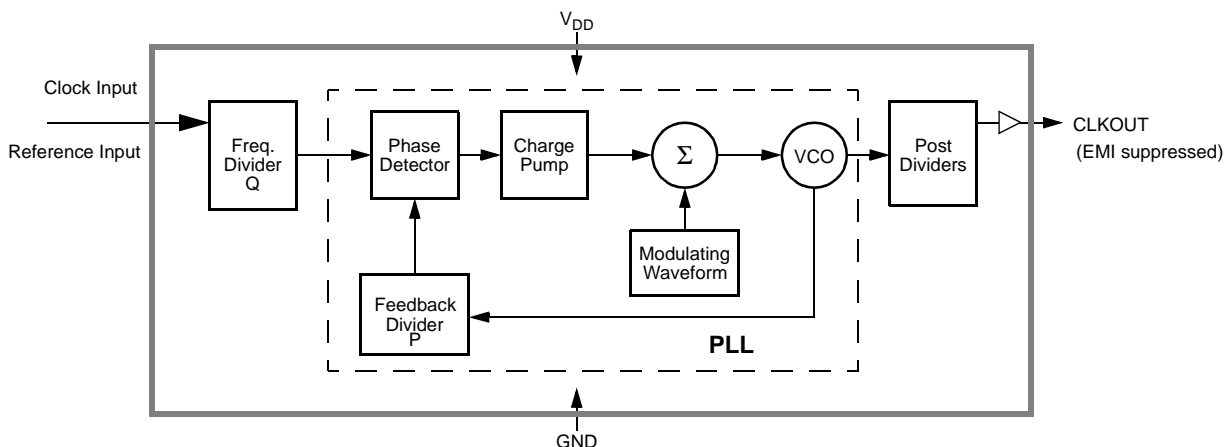 VDD
Clock Input
Reference Input
Freq.
Divider
Q
Phase
Detector
Charge
Pump
Σ
VCO
Post
Dividers
CLKOUT
(EMI suppressed)
Modulating
Waveform
Feedback
Divider
P
PLL
GND